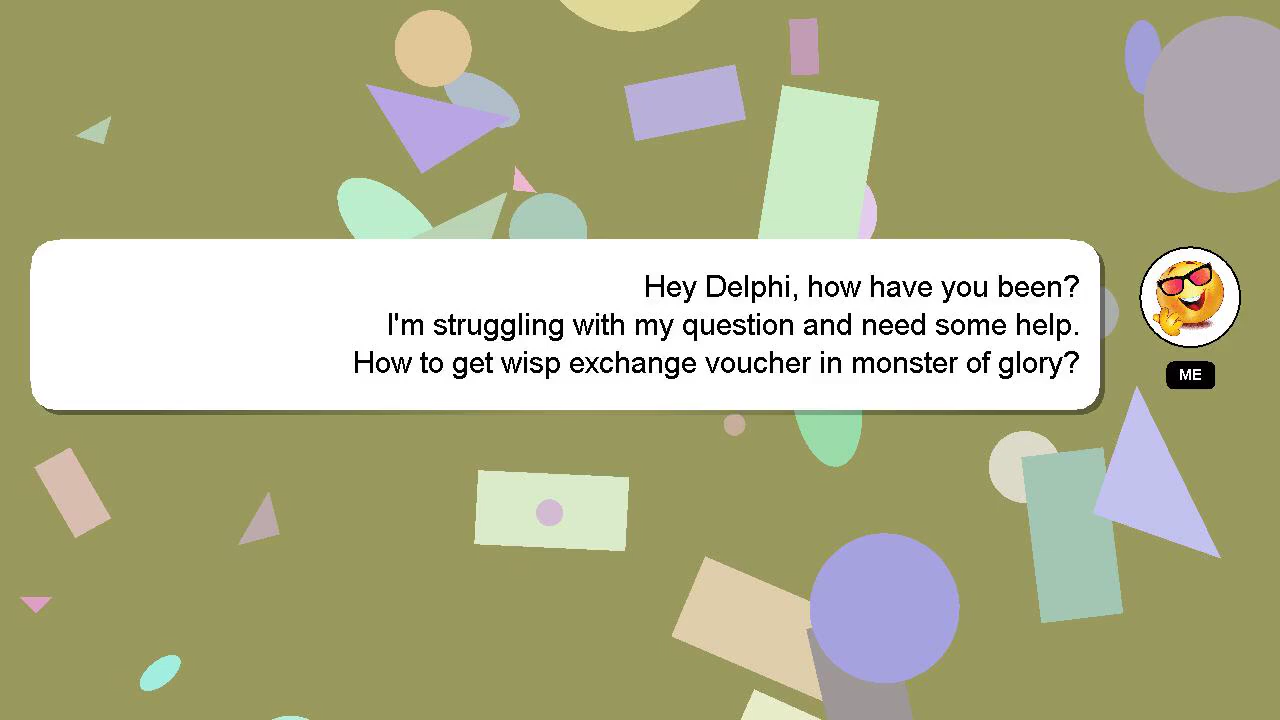 Hey Delphi, how have you been?
I'm struggling with my question and need some help.
How to get wisp exchange voucher in monster of glory?
ME